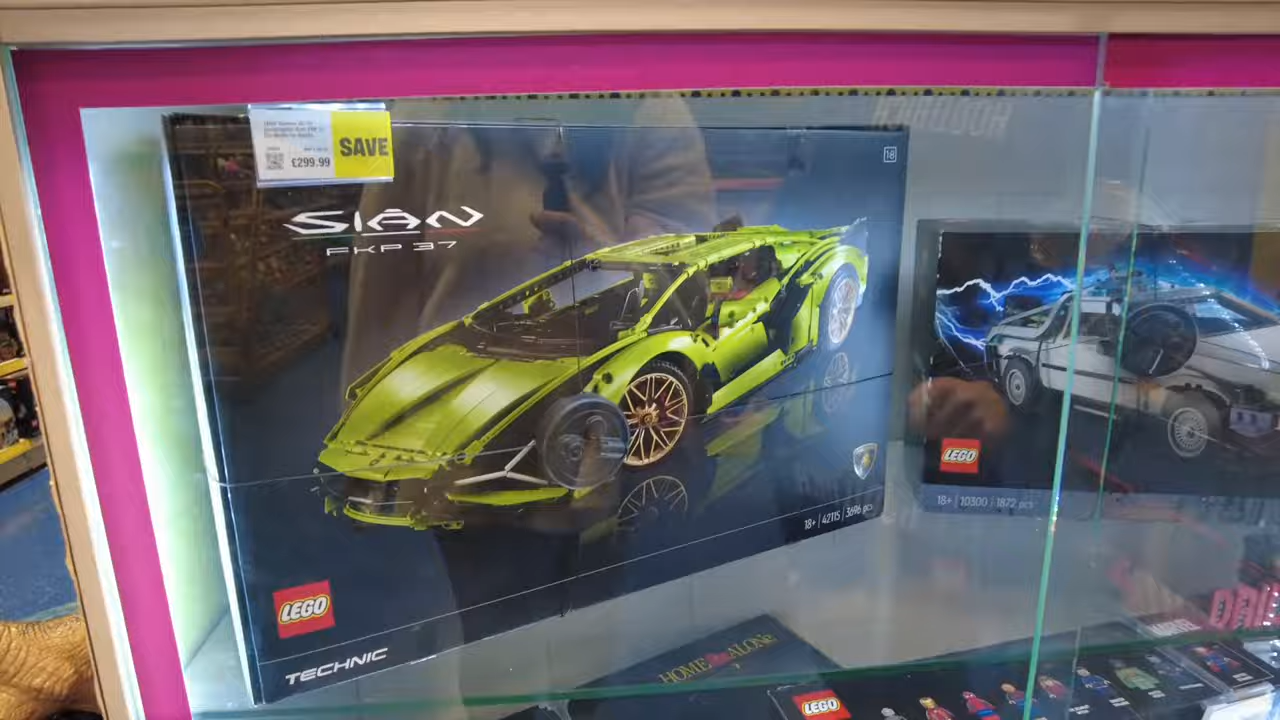 SAVE
£299.99
18
SIÁN
FKP 37
18+ | 42115 | 3696 pcs
LEGO
TECHNIC
LEGO
18+ | 10300 | 1872 pcs
HOME ALONE
LEGO